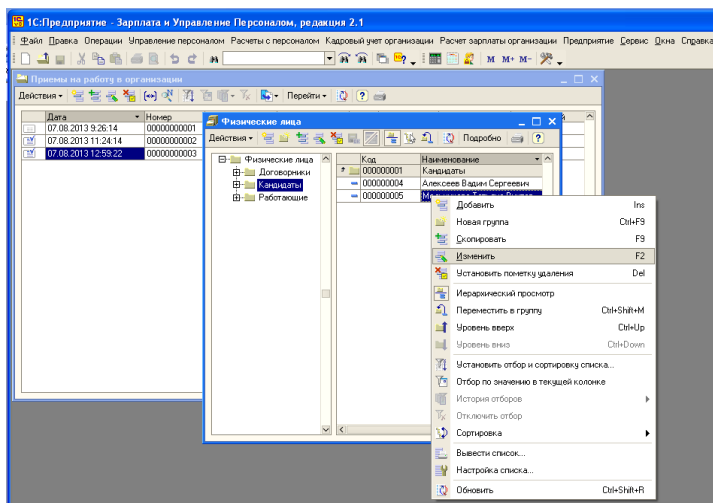 1С:Предприятие - Зарплата и Управление Персоналом, редакция 2.1
Файл Правка Операции Управление персоналом Расчеты с персоналом Кадровый учет организации Расчет зарплаты организации Предприятие Сервис Окна Справка
M M+ M-
Приемы на работу в организации
Действия Перейти ?
Дата Номер
07.08.2013 9:26:14 00000000001
07.08.2013 11:24:14 00000000002
07.08.2013 12:59:22 00000000003
Физические лица
Действия Подробно ?
Физические лица
Договорники
Кандидаты
Работающие
Код Наименование
000000001 Кандидаты
000000004 Алексеев Вадим Сергеевич
000000005
Добавить Ins
Новая группа Ctrl+F9
Скопировать F9
Изменить F2
Установить пометку удаления Del
Иерархический просмотр
Переместить в группу Ctrl+Shift+M
Уровень вверх Ctrl+Up
Уровень вниз Ctrl+Down
Установить отбор и сортировку списка...
Отбор по значению в текущей колонке
История отборов
Отключить отбор
Сортировка
Вывести список...
Настройка списка...
Обновить Ctrl+Shift+R